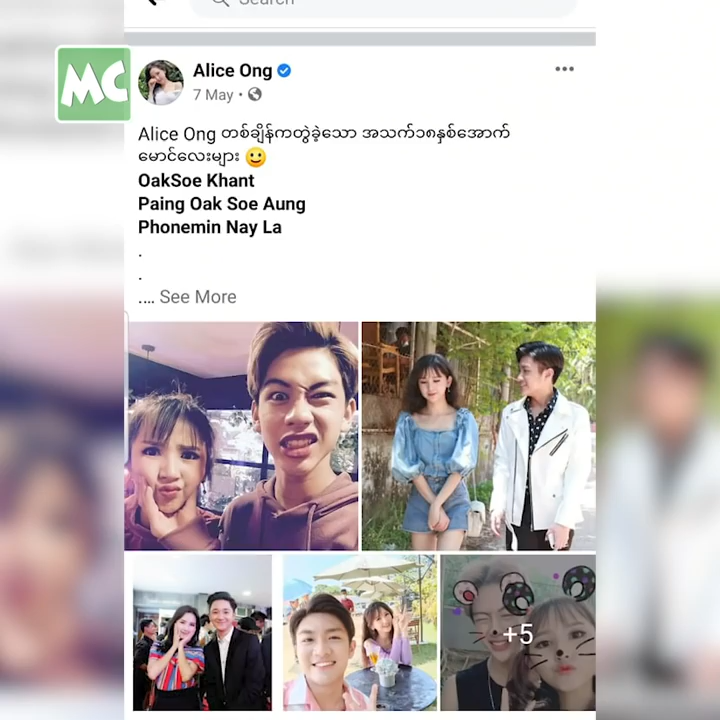 Search
MC
Alice Ong
7 May ·
Alice Ong တစ်ချိန်ကတွဲခဲ့သော အသက်၁၈နှစ်အောက်
မောင်လေးများ 🙂
OakSoe Khant
Paing Oak Soe Aung
Phonemin Nay La
.
.
.... See More
+5